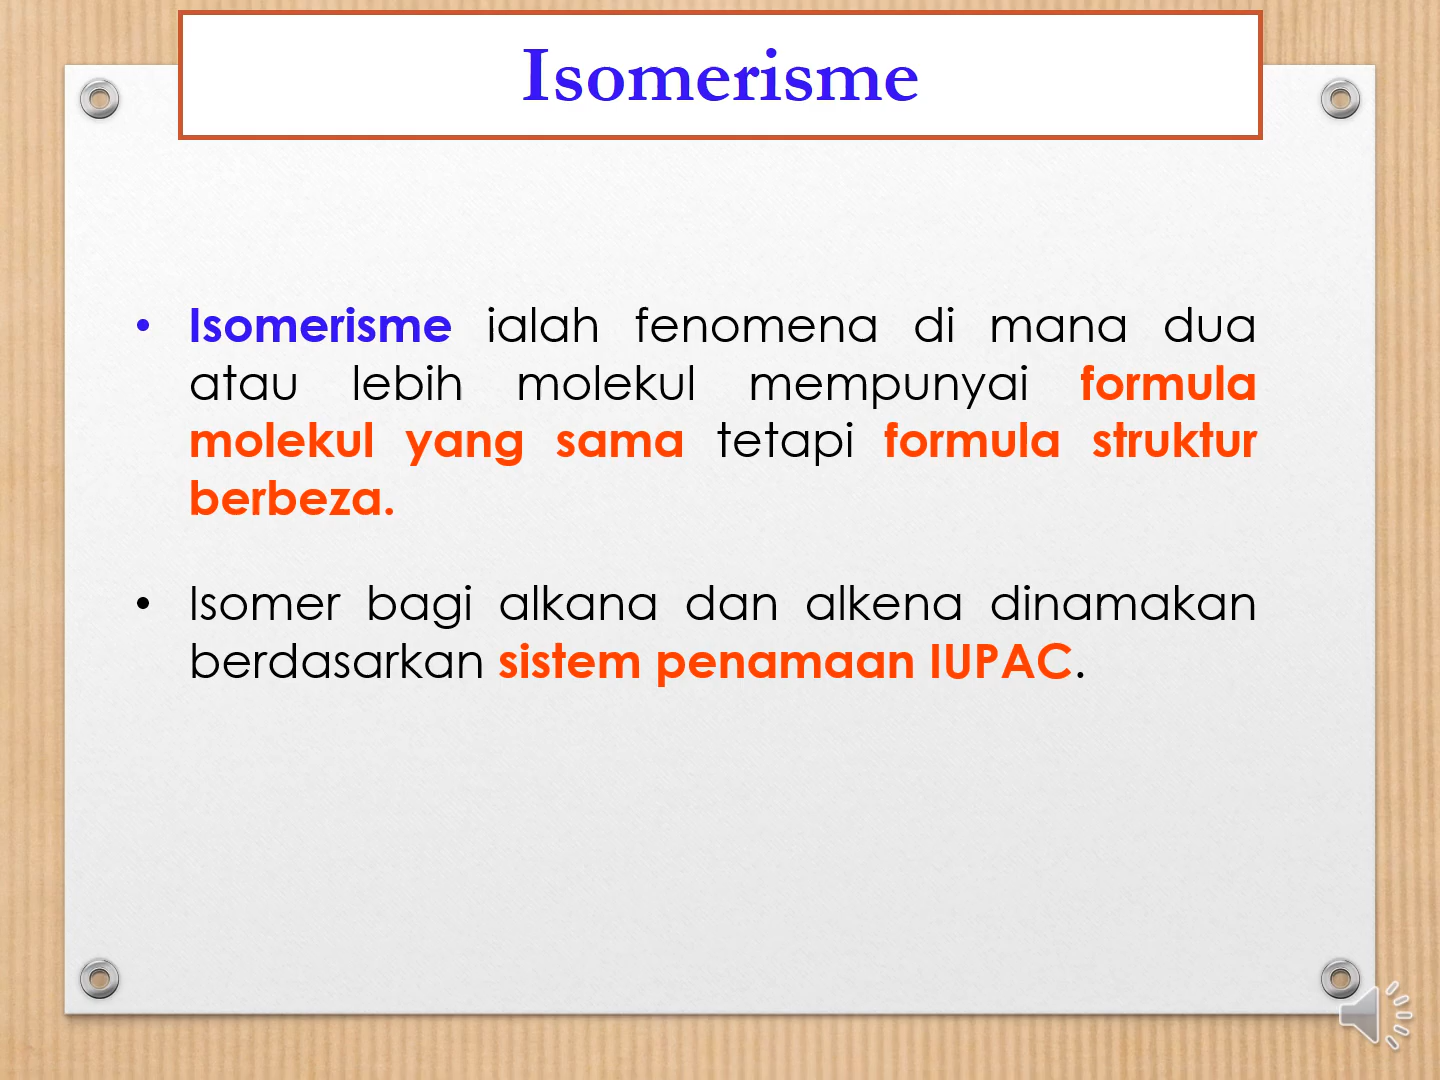 Isomerisme
• Isomerisme ialah fenomena di mana dua
atau lebih molekul mempunyai formula
molekul yang sama tetapi formula struktur
berbeza.
• Isomer bagi alkana dan alkena dinamakan
berdasarkan sistem penamaan IUPAC.